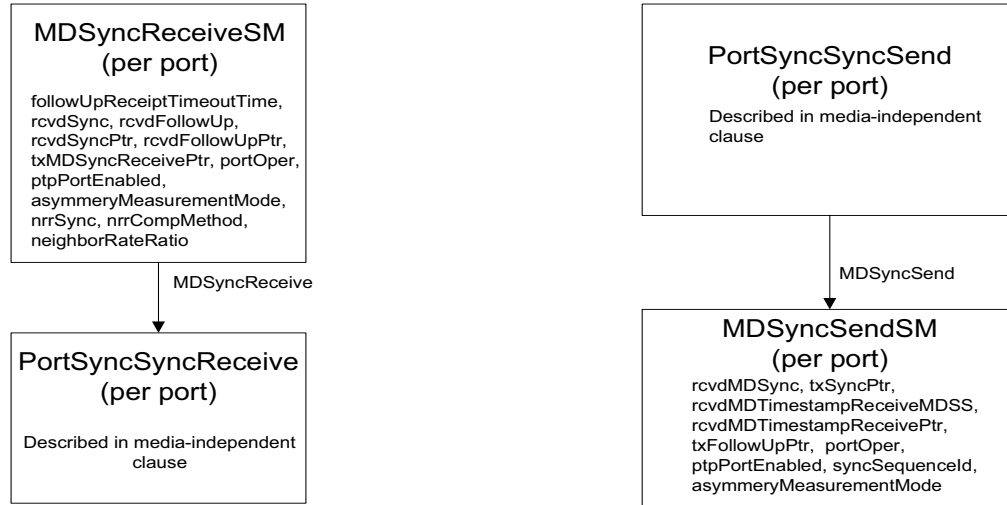 MDSyncReceiveSM
(per port)
followUpReceiptTimeoutTime,
rcvdSync, rcvdFollowUp,
rcvdSyncPtr, rcvdFollowUpPtr,
txMDSyncReceivePtr, portOper,
ptpPortEnabled,
asymmeryMeasurementMode,
nrrSync, nrrCompMethod,
neighborRateRatio
MDSyncReceive
PortSyncSyncReceive
(per port)
Described in media-independent
clause
PortSyncSyncSend
(per port)
Described in media-independent
clause
MDSyncSend
MDSyncSendSM
(per port)
rcvdMDSync, txSyncPtr,
rcvdMDTimestampReceiveMDSS,
rcvdMDTimestampReceivePtr,
txFollowUpPtr, portOper,
ptpPortEnabled, syncSequenceId,
asymmeryMeasurementMode